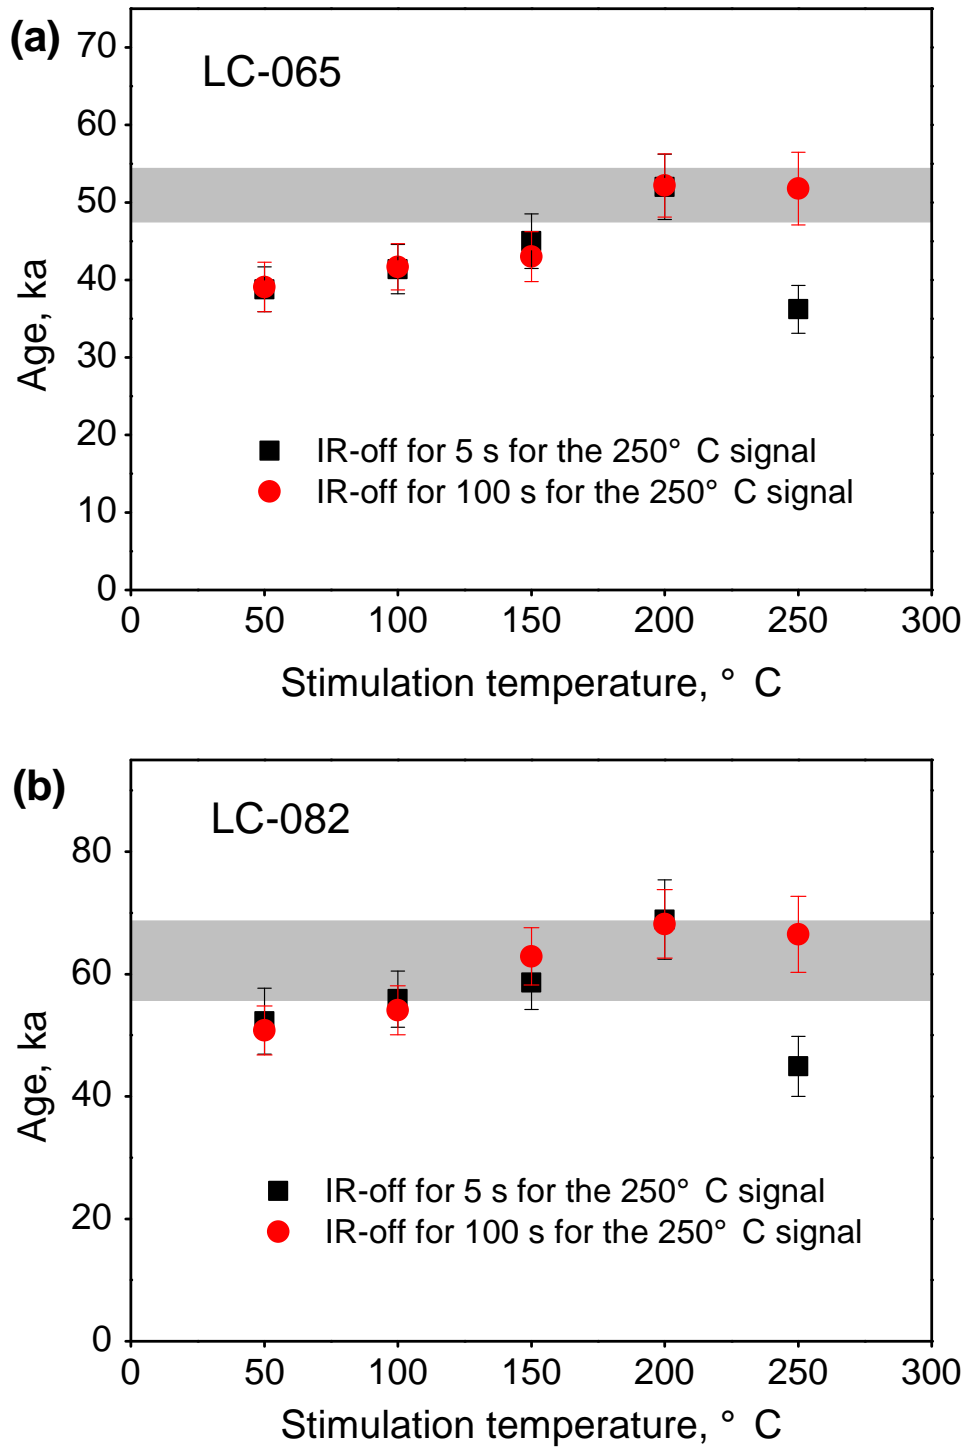 (a)
LC-065
70
60
50
40
30
20
10
0
Age, ka
IR-off for 5 s for the 250° C signal
IR-off for 100 s for the 250° C signal
0 50 100 150 200 250 300
Stimulation temperature, ° C
(b)
LC-082
80
60
40
20
0
Age, ka
IR-off for 5 s for the 250° C signal
IR-off for 100 s for the 250° C signal
0 50 100 150 200 250 300
Stimulation temperature, ° C